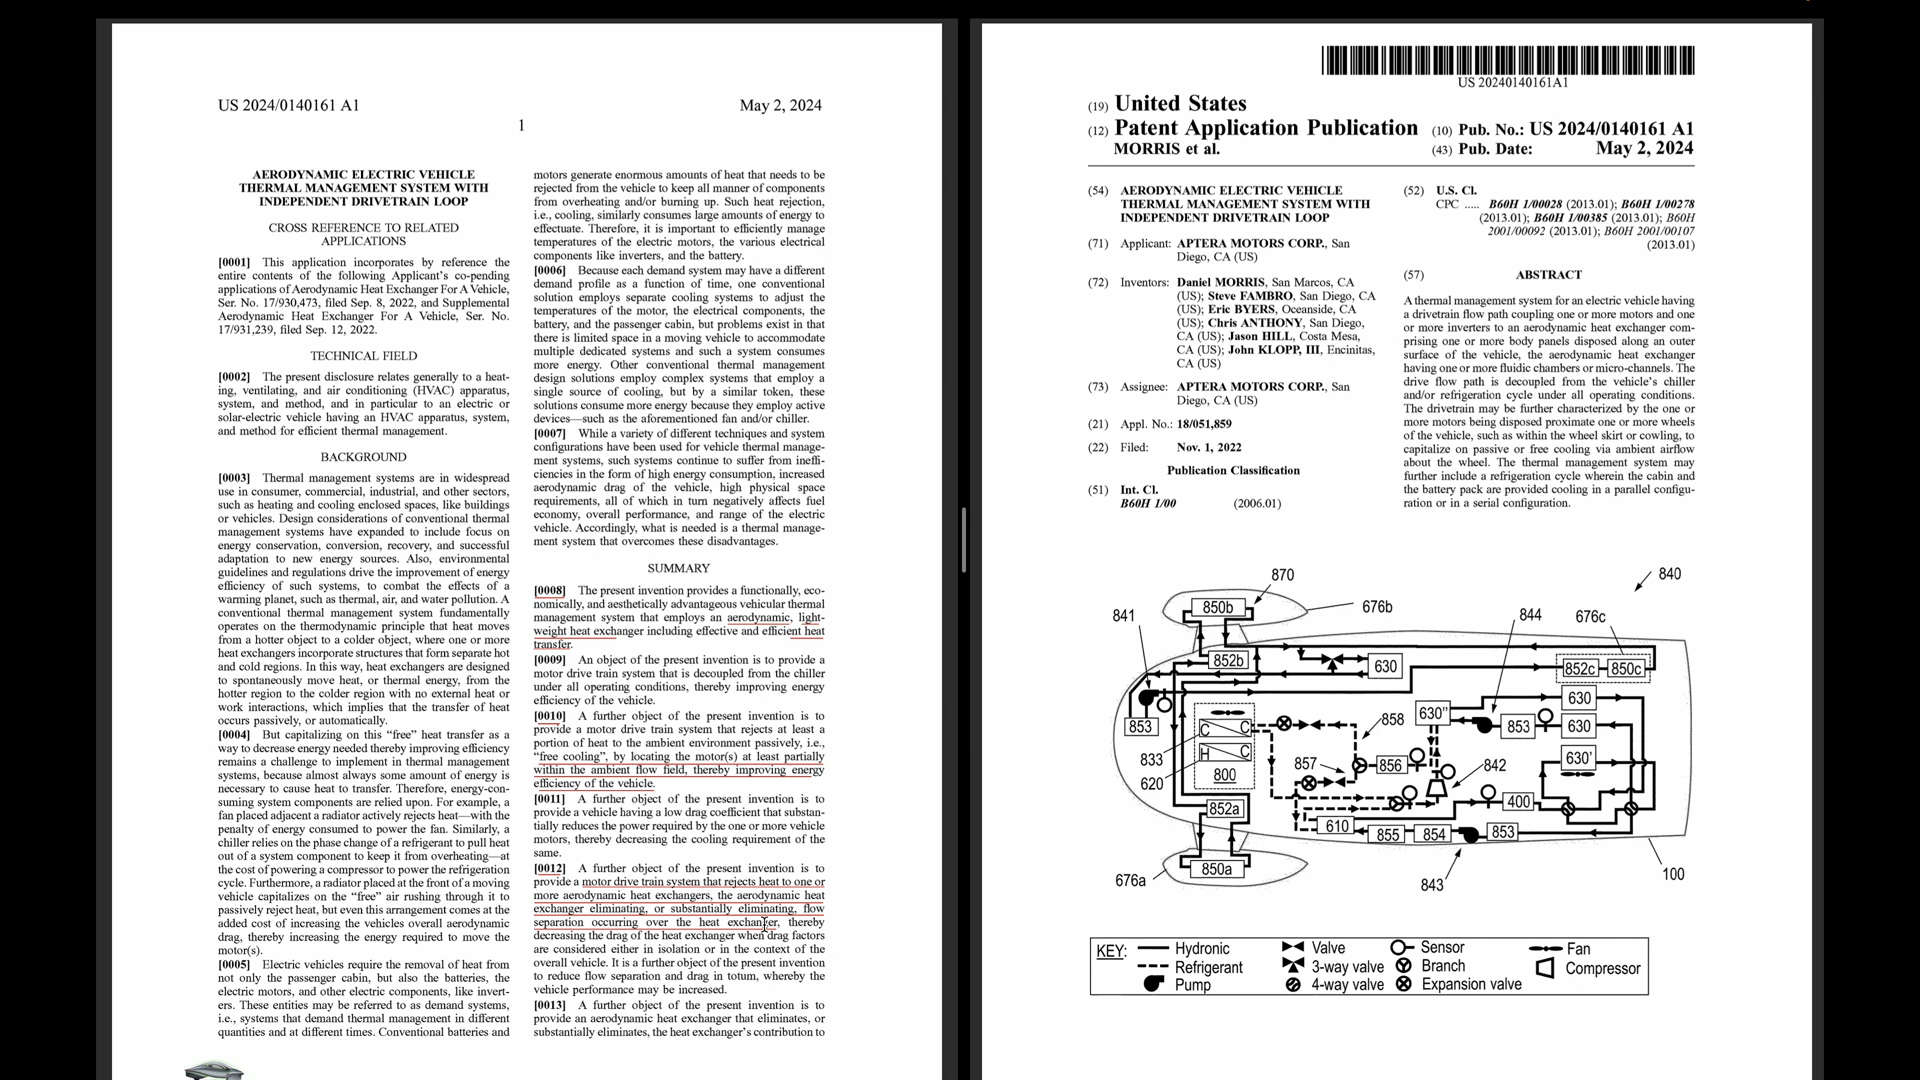 US 2024/0140161 A1
May 2, 2024
1
AERODYNAMIC ELECTRIC VEHICLE
THERMAL MANAGEMENT SYSTEM WITH
INDEPENDENT DRIVETRAIN LOOP
CROSS REFERENCE TO RELATED
APPLICATIONS
[0001] This application incorporates by reference the
entire contents of the following Applicant's co-pending
applications of Aerodynamic Heat Exchanger For A Vehicle,
Ser. No. 17/930,473, filed Sep. 8, 2022, and Supplemental
Aerodynamic Heat Exchanger For A Vehicle, Ser. No.
17/931,239, filed Sep. 12, 2022.
TECHNICAL FIELD
[0002] The present disclosure relates generally to a heat-
ing, ventilating, and air conditioning (HVAC) apparatus,
system, and method, and in particular to an electric or
solar-electric vehicle having an HVAC apparatus, system,
and method for efficient thermal management.
BACKGROUND
[0003] Thermal management systems are in widespread
use in consumer, commercial, industrial, and other sectors,
such as heating and cooling enclosed spaces, like buildings
or vehicles. Design considerations of conventional thermal
management systems have expanded to include focus on
energy conservation, conversion, recovery, and successful
adaptation to new energy sources. Also, environmental
guidelines and regulations drive the improvement of energy
efficiency of such systems, to combat the effects of a
warming planet, such as thermal, air, and water pollution. A
conventional thermal management system fundamentally
operates on the thermodynamic principle that heat moves
from a hotter object to a colder object, where one or more
heat exchangers incorporate structures that form separate hot
and cold regions. In this way, heat exchangers are designed
to spontaneously move heat, or thermal energy, from the
hotter region to the colder region with no external heat or
work interactions, which implies that the transfer of heat
occurs passively, or automatically.
[0004] But capitalizing on this “free” heat transfer as a
way to decrease energy needed thereby improving efficiency
remains a challenge to implement in thermal management
systems, because almost always some amount of energy is
necessary to cause heat to transfer. Therefore, energy-con-
suming system components are relied upon. For example, a
fan placed adjacent a radiator actively rejects heat—with the
penalty of energy consumed to power the fan. Similarly, a
chiller relies on the phase change of a refrigerant to pull heat
out of a system component to keep it from overheating—at
the cost of powering a compressor to power the refrigeration
cycle. Furthermore, a radiator placed at the front of a moving
vehicle capitalizes on the “free” air rushing through it to
passively reject heat, but even this arrangement comes at the
added cost of increasing the vehicles overall aerodynamic
drag, thereby increasing the energy required to move the
motor(s).
[0005] Electric vehicles require the removal of heat from
not only the passenger cabin, but also the batteries, the
electric motors, and other electric components, like invert-
ers. These entities may be referred to as demand systems,
i.e., systems that demand thermal management in different
quantities and at different times. Conventional batteries and
motors generate enormous amounts of heat that needs to be
rejected from the vehicle to keep all manner of components
from overheating and/or burning up. Such heat rejection,
i.e., cooling, similarly consumes large amounts of energy to
effectuate. Therefore, it is important to efficiently manage
temperatures of the electric motors, the various electrical
components like inverters, and the battery.
[0006] Because each demand system may have a different
demand profile as a function of time, one conventional
solution employs separate cooling systems to adjust the
temperatures of the motor, the electrical components, the
battery, and the passenger cabin, but problems exist in that
there is limited space in a moving vehicle to accommodate
multiple dedicated systems and such a system consumes
more energy. Other conventional thermal management
design solutions employ complex systems that employ a
single source of cooling, but by a similar token, these
solutions consume more energy because they employ active
devices—such as the aforementioned fan and/or chiller.
[0007] While a variety of different techniques and system
configurations have been used for vehicle thermal manage-
ment systems, such systems continue to suffer from ineffi-
ciencies in the form of high energy consumption, increased
aerodynamic drag of the vehicle, high physical space
requirements, all of which in turn negatively affects fuel
economy, overall performance, and range of the electric
vehicle. Accordingly, what is needed is a thermal manage-
ment system that overcomes these disadvantages.
SUMMARY
[0008] The present invention provides a functionally, eco-
nomically, and aesthetically advantageous vehicular thermal
management system that employs an aerodynamic, light-
weight heat exchanger including effective and efficient heat
transfer.
[0009] An object of the present invention is to provide a
motor drive train system that is decoupled from the chiller
under all operating conditions, thereby improving energy
efficiency of the vehicle.
[0010] A further object of the present invention is to
provide a motor drive train system that rejects at least a
portion of heat to the ambient environment passively, i.e.,
“free cooling”, by locating the motor(s) at least partially
within the ambient flow field, thereby improving energy
efficiency of the vehicle.
[0011] A further object of the present invention is to
provide a vehicle having a low drag coefficient that substan-
tially reduces the power required by the one or more vehicle
motors, thereby decreasing the cooling requirement of the
same.
[0012] A further object of the present invention is to
provide a motor drive train system that rejects heat to one or
more aerodynamic heat exchangers, the aerodynamic heat
exchanger eliminating, or substantially eliminating, flow
separation occurring over the heat exchanger, thereby
decreasing the drag of the heat exchanger when drag factors
are considered either in isolation or in the context of the
overall vehicle. It is a further object of the present invention
to reduce flow separation and drag in totum, whereby the
vehicle performance may be increased.
[0013] A further object of the present invention is to
provide an aerodynamic heat exchanger that eliminates, or
substantially eliminates, the heat exchanger's contribution to
US 20240140161A1
(19) United States
(12) Patent Application Publication
MORRIS et al.
(10) Pub. No.: US 2024/0140161 A1
(43) Pub. Date: May 2, 2024
(54) AERODYNAMIC ELECTRIC VEHICLE
THERMAL MANAGEMENT SYSTEM WITH
INDEPENDENT DRIVETRAIN LOOP
(71) Applicant: APTERA MOTORS CORP., San
Diego, CA (US)
(72) Inventors: Daniel MORRIS, San Marcos, CA
(US); Steve FAMBRO, San Diego, CA
(US); Eric BYERS, Oceanside, CA
(US); Chris ANTHONY, San Diego,
CA (US); Jason HILL, Costa Mesa,
CA (US); John KLOPP, III, Encinitas,
CA (US)
(73) Assignee: APTERA MOTORS CORP., San
Diego, CA (US)
(21) Appl. No.: 18/051,859
(22) Filed: Nov. 1, 2022
Publication Classification
(51) Int. Cl.
B60H 1/00 (2006.01)
(52) U.S. Cl.
CPC ..... B60H 1/00028 (2013.01); B60H 1/00278
(2013.01); B60H 1/00385 (2013.01); B60H
2001/00092 (2013.01); B60H 2001/00107
(2013.01)
(57) ABSTRACT
A thermal management system for an electric vehicle having
a drivetrain flow path coupling one or more motors and one
or more inverters to an aerodynamic heat exchanger com-
prising one or more body panels disposed along an outer
surface of the vehicle, the aerodynamic heat exchanger
having one or more fluidic chambers or micro-channels. The
drive flow path is decoupled from the vehicle's chiller
and/or refrigeration cycle under all operating conditions.
The drivetrain may be further characterized by the one or
more motors being disposed proximate one or more wheels
of the vehicle, such as within the wheel skirt or cowling, to
capitalize on passive or free cooling via ambient airflow
about the wheel. The thermal management system may
further include a refrigeration cycle wherein the cabin and
the battery pack are provided cooling in a parallel configu-
ration or in a serial configuration.
870
840
850b
676b
841
844
676c
852b
630
852c
850c
630
853
630"
853
630
858
C C
833
H C
620
800
857
856
842
630'
852a
400
610
855
854
853
850a
676a
843
100
KEY:
Hydronic
Refrigerant
Pump
Valve
3-way valve
4-way valve
Sensor
Branch
Expansion valve
Fan
Compressor